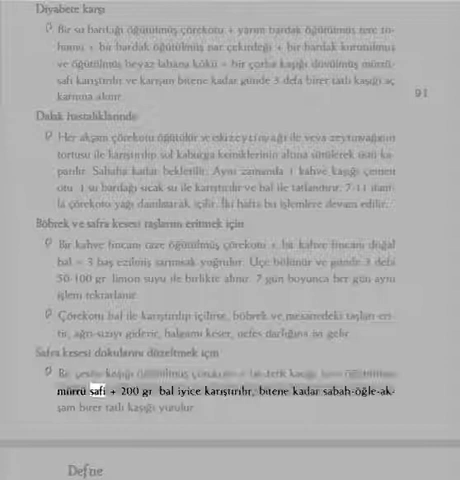 Diyabete karşı
Bir su bardağı öğütülmüş çörekotu + yarım bardak öğütülmüş tere to-
humu + bir bardak öğütülmüş nar çekirdeği + bir bardak kurutulmuş
ve öğütülmüş beyaz lahana kökü + bir çorba kaşığı dövülmüş mürrü-
safi karıştırılır ve karışım bitene kadar günde 3 defa birer tatlı kaşığı aç
karnına alınır.
91
Dalak hastalıklarında
Her akşam çörekotu öğütülür ve eski zeytinyağı ile veya zeytinyağının
tortusu ile karıştırılıp sol kaburga kemiklerinin altına sürülerek üstü ka-
patılır. Sabaha kadar bekletilir. Aynı zamanda 1 kahve kaşığı çemen
otu 1 su bardağı sıcak su ile karıştırılır ve bal ile tatlandırılır. 7-11 dam-
la çörekotu yağı damlatılarak içilir. İki hafta bu işlemlere devam edilir.
Böbrek ve safra kesesi taşlarını eritmek için
Bir kahve fincanı taze öğütülmüş çörekotu + bir kahve fincanı doğal
bal + 3 baş ezilmiş sarımsak yoğrulur. Üçe bölünür ve günde 3 defa
50-100 gr. limon suyu ile birlikte alınır. 7 gün boyunca her gün aynı
işlem tekrarlanır.
Çörekotu bal ile karıştırılıp içilirse, böbrek ve mesanedeki taşları eri-
tir, ağrı-sızıyı giderir, balgamı keser, nefes darlığına iyi gelir.
Safra kesesi dokularını düzeltmek için
Bir çorba kaşığı öğütülmüş çörekotu + kaşığı
mürrü safi + 200 gr. bal iyice karıştırılır, bitene kadar sabah-öğle-ak-
şam birer tatlı kaşığı yutulur.
Defne